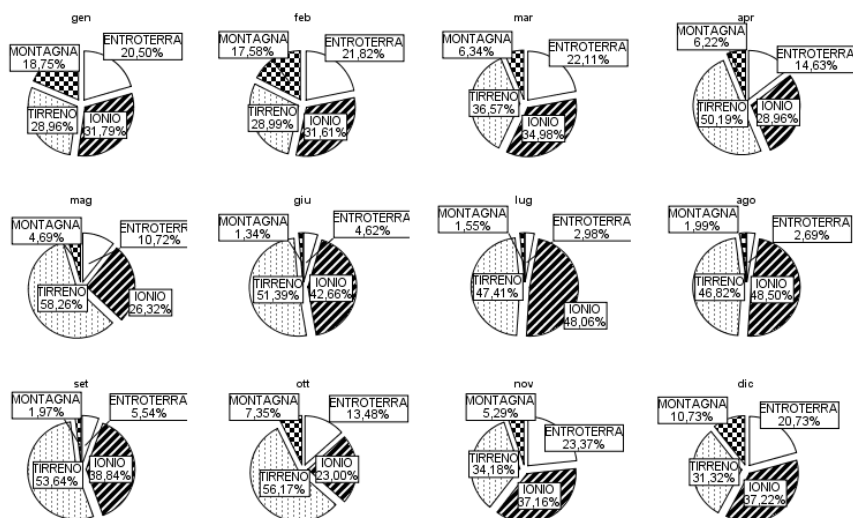 gen
MONTAGNA
18,75%
ENTROTERRA
20,50%
TIRRENO
28,96%
IONIO
31,79%
feb
MONTAGNA
17,58%
ENTROTERRA
21,82%
TIRRENO
28,99%
IONIO
31,61%
mar
MONTAGNA
6,34%
ENTROTERRA
22,11%
TIRRENO
36,57%
IONIO
34,98%
apr
MONTAGNA
6,22%
ENTROTERRA
14,63%
TIRRENO
50,19%
IONIO
28,96%
mag
MONTAGNA
4,69%
ENTROTERRA
10,72%
TIRRENO
58,26%
IONIO
26,32%
giu
MONTAGNA
1,34%
ENTROTERRA
4,62%
TIRRENO
51,39%
IONIO
42,66%
lug
MONTAGNA
1,55%
ENTROTERRA
2,98%
TIRRENO
47,41%
IONIO
48,06%
ago
MONTAGNA
1,99%
ENTROTERRA
2,69%
TIRRENO
46,82%
IONIO
48,50%
set
MONTAGNA
1,97%
ENTROTERRA
5,54%
TIRRENO
53,64%
IONIO
38,84%
ott
MONTAGNA
7,35%
ENTROTERRA
13,48%
TIRRENO
56,17%
IONIO
23,00%
nov
MONTAGNA
5,29%
ENTROTERRA
23,37%
TIRRENO
34,18%
IONIO
37,16%
dic
MONTAGNA
10,73%
ENTROTERRA
20,73%
TIRRENO
31,32%
IONIO
37,22%